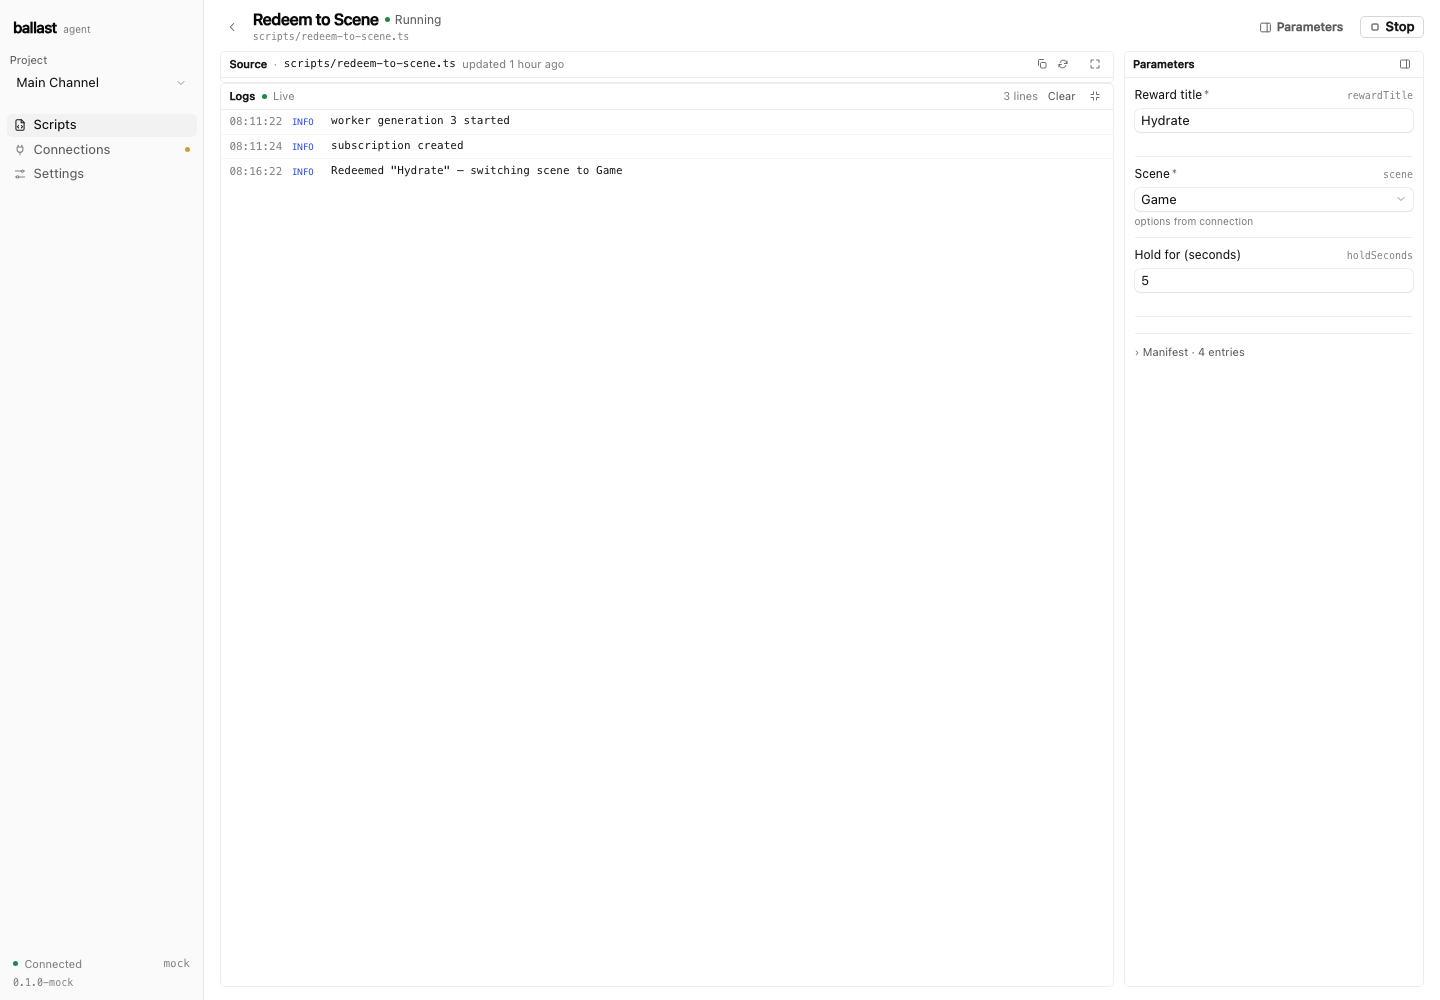 ballast agent
Project
Main Channel
Scripts
Connections
Settings
Connected mock
0.1.0-mock
Redeem to Scene Running
scripts/redeem-to-scene.ts
Parameters Stop
Source · scripts/redeem-to-scene.ts updated 1 hour ago
Logs Live 3 lines Clear
08:11:22 INFO worker generation 3 started
08:11:24 INFO subscription created
08:16:22 INFO Redeemed "Hydrate" — switching scene to Game
Parameters
Reward title* rewardTitle
Hydrate
Scene* scene
Game
options from connection
Hold for (seconds) holdSeconds
5
› Manifest · 4 entries